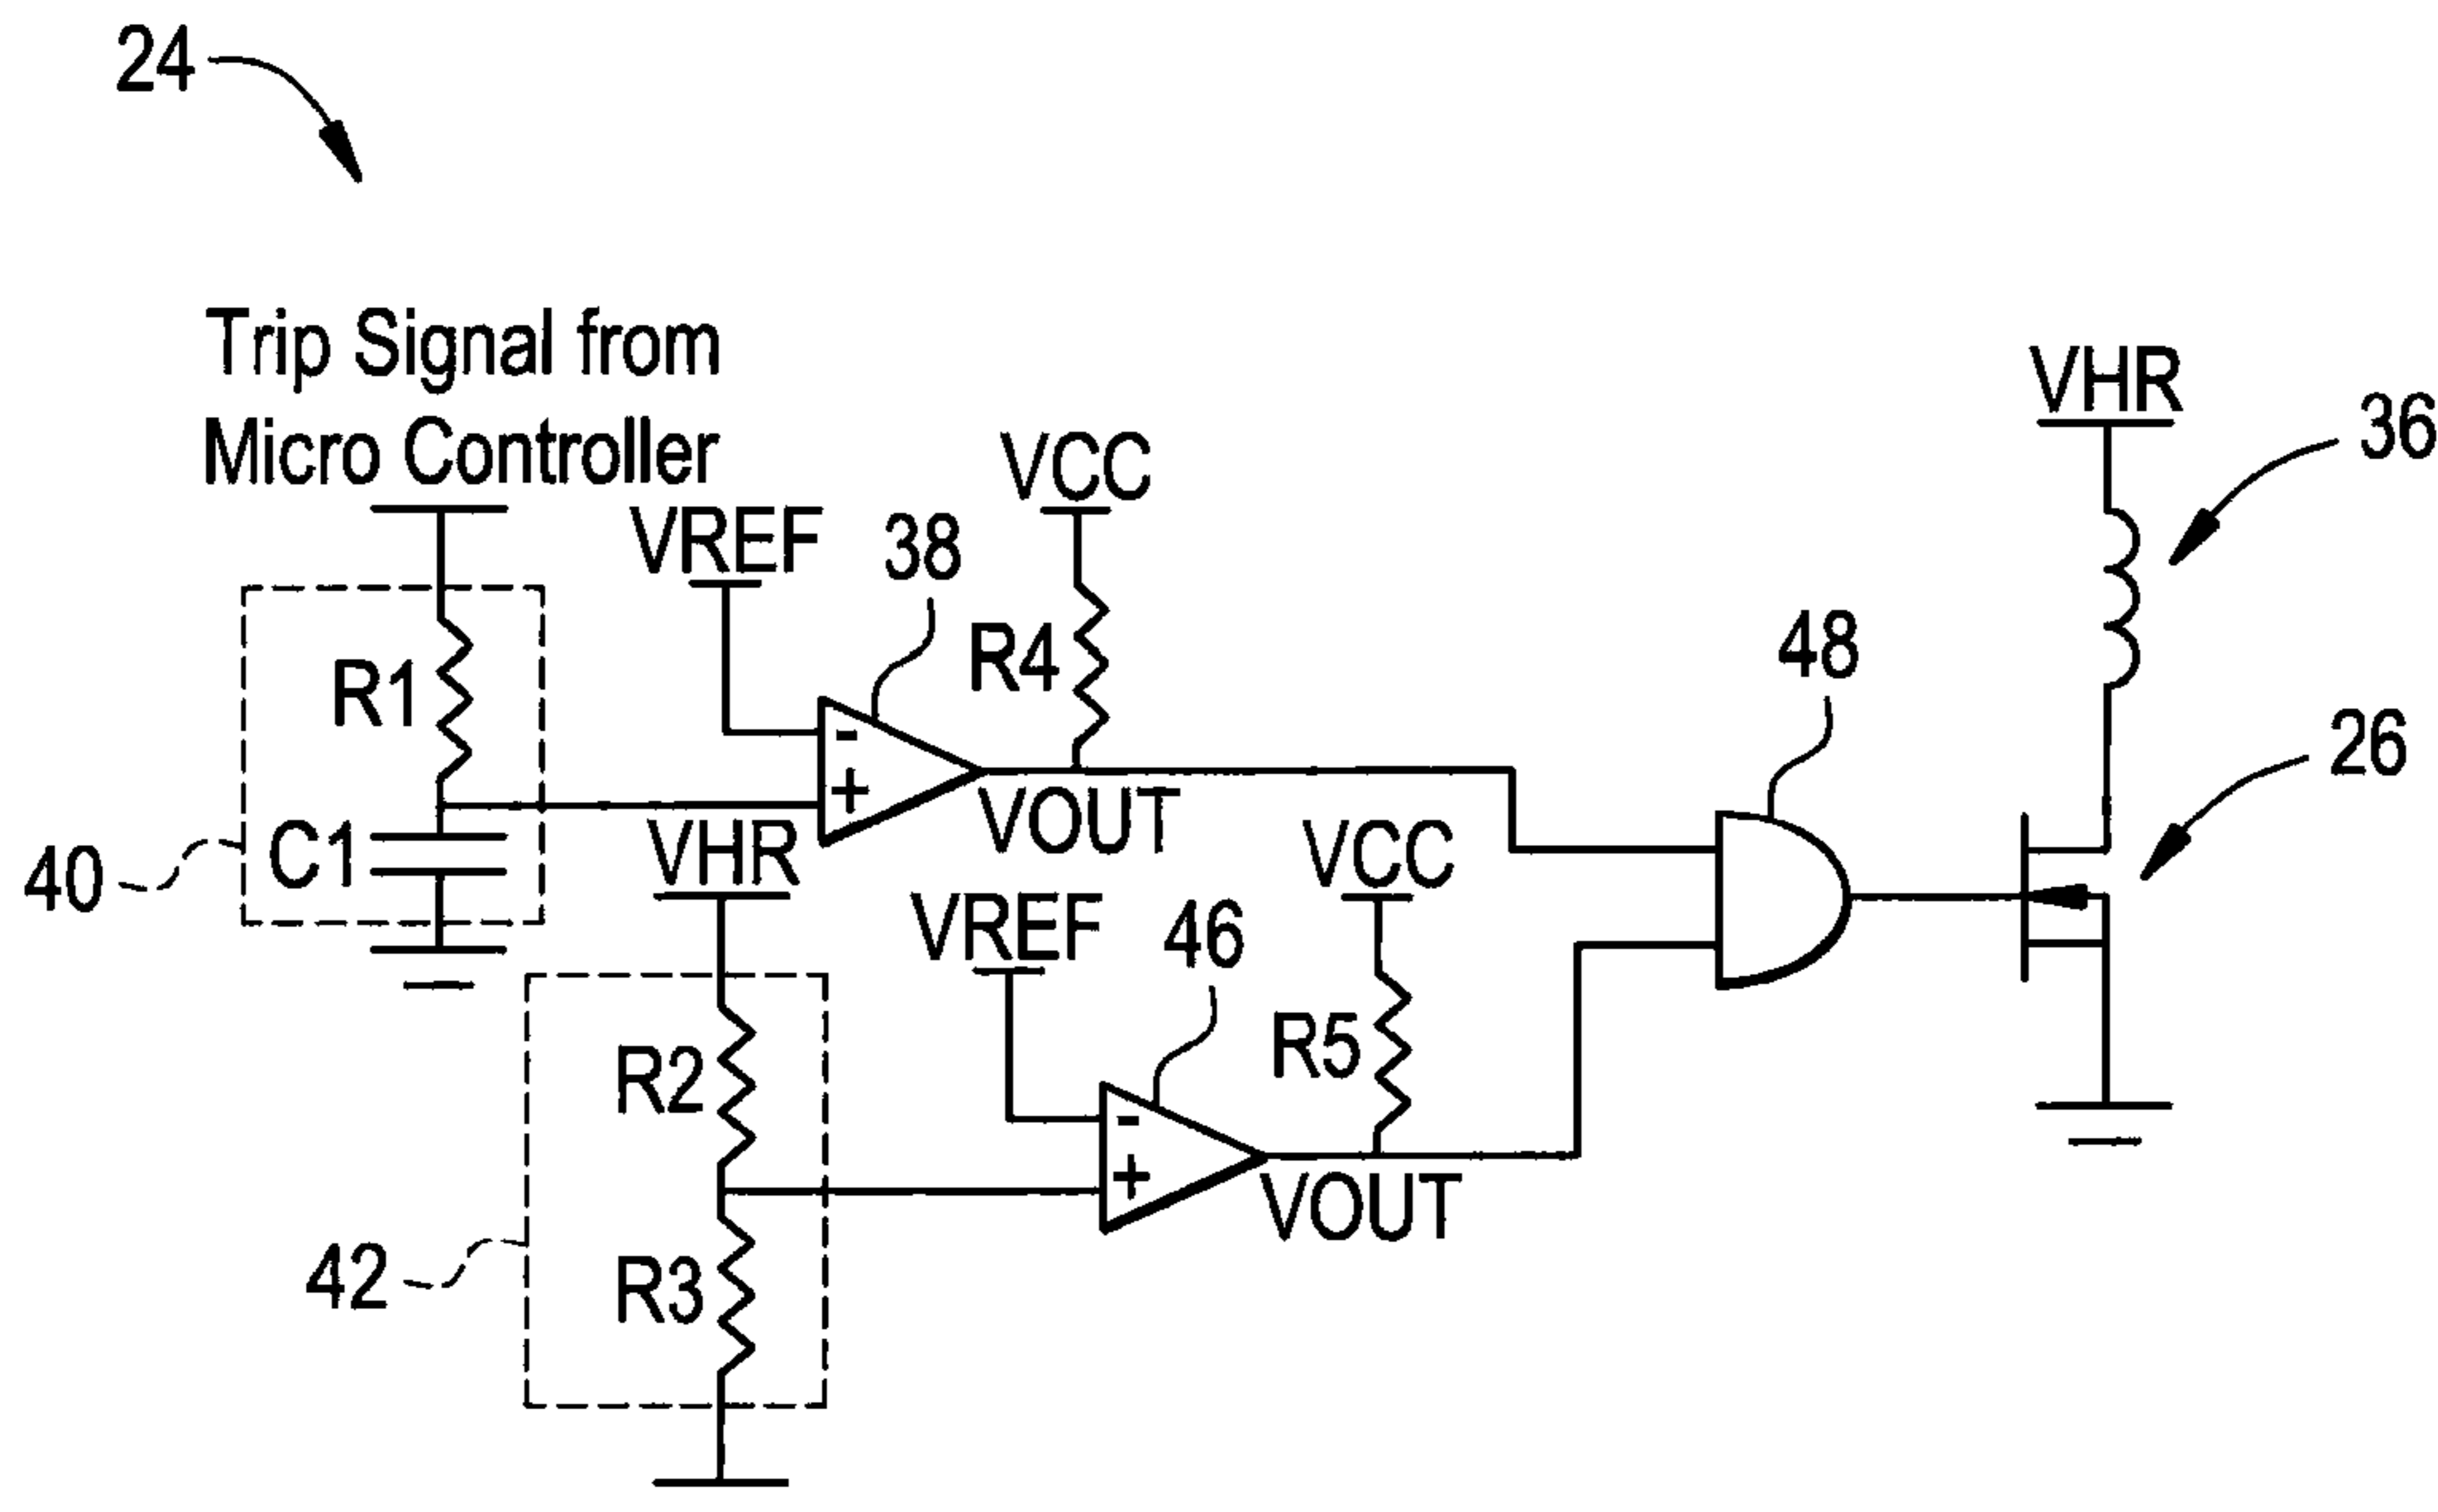 24
Trip Signal from
Micro Controller
VHR
36
VCC
VREF
38
R4
48
R1
-
+
26
VOUT
C1
40
VHR
VCC
VREF
46
R5
R2
-
+
VOUT
R3
42